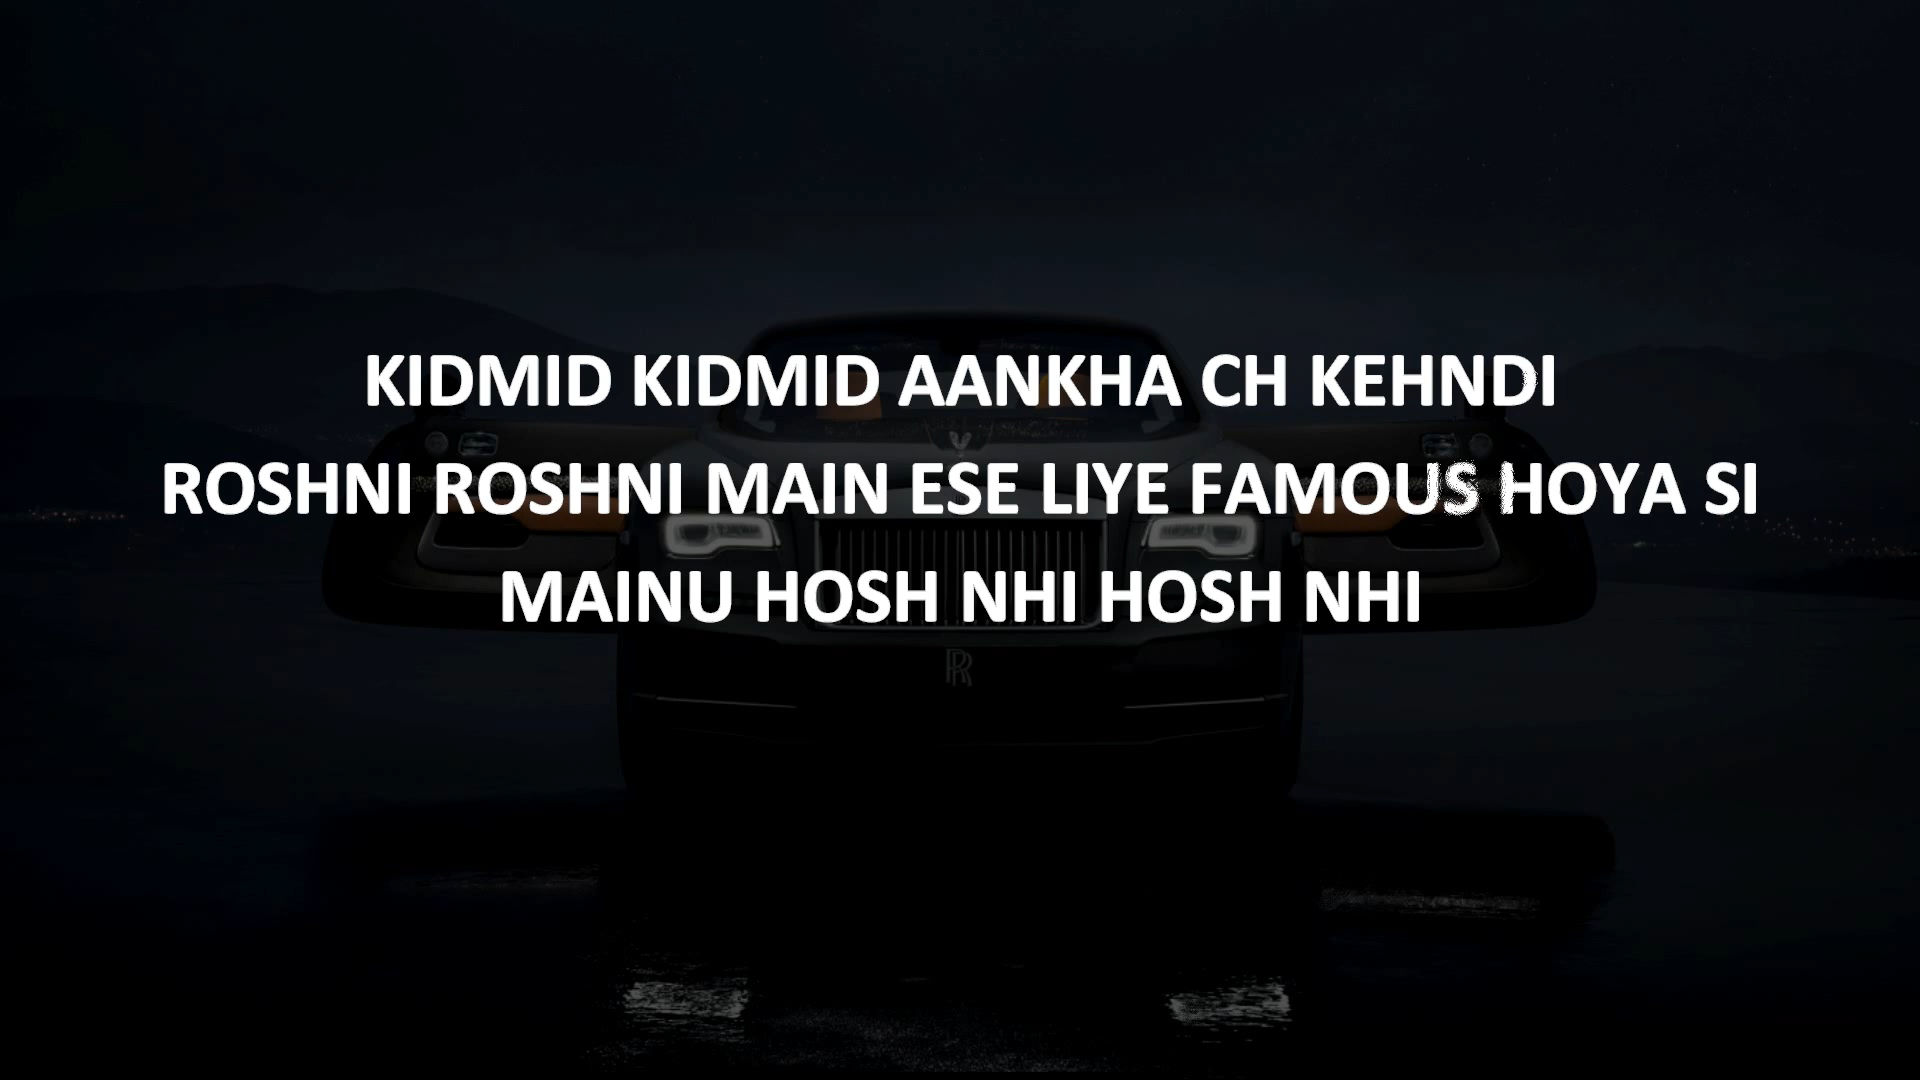 KIDMID KIDMID AANKHA CH KEHNDI
ROSHNI ROSHNI MAIN ESE LIYE FAMOUS HOYA SI
MAINU HOSH NHI HOSH NHI